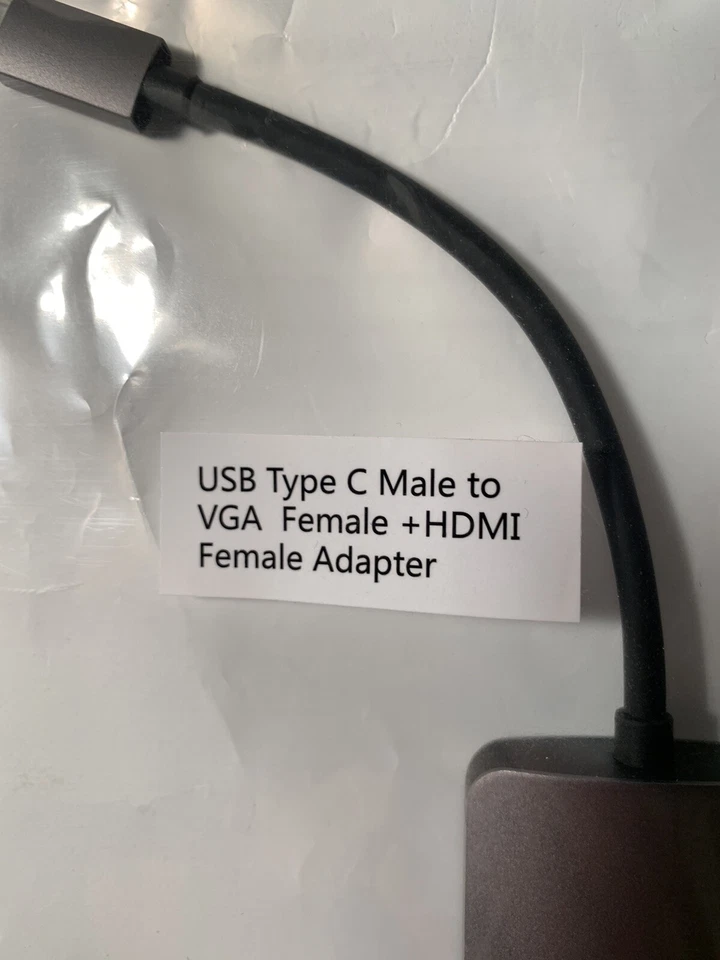 USB Type C Male to
VGA Female +HDMI
Female Adapter